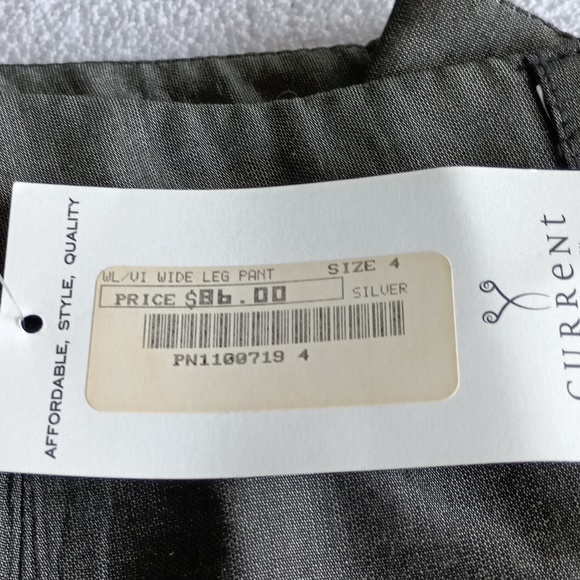 AFFORDABLE, STYLE, QUALITY
WL/VI WIDE LEG PANT SIZE 4
PRICE $86.00 SILVER
PN1100719 4
CURRENT